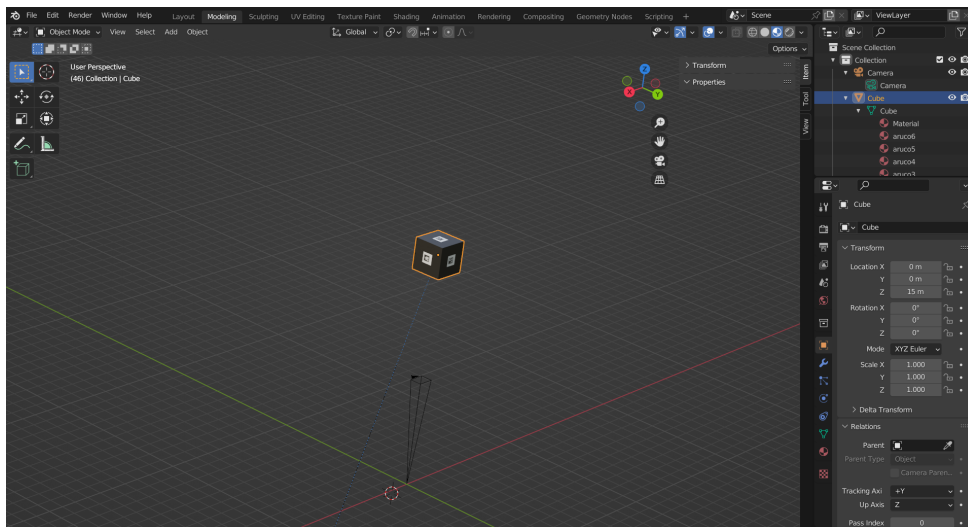 File Edit Render Window Help Layout Modeling Sculpting UV Editing Texture Paint Shading Animation Rendering Compositing Geometry Nodes Scripting + Scene ViewLayer
Object Mode View Select Add Object Global
Options
User Perspective
(46) Collection | Cube
Transform
Properties
Item
Tool
View
X
Y
Z
Scene Collection
Collection
Camera
Camera
Cube
Cube
Material
aruco6
aruco5
aruco4
aruco3
Cube
Cube
Transform
Location X 0 m
Y 0 m
Z 15 m
Rotation X 0°
Y 0°
Z 0°
Mode XYZ Euler
Scale X 1.000
Y 1.000
Z 1.000
Delta Transform
Relations
Parent
Parent Type Object
Camera Paren...
Tracking Axi +Y
Up Axis Z
Pass Index 0